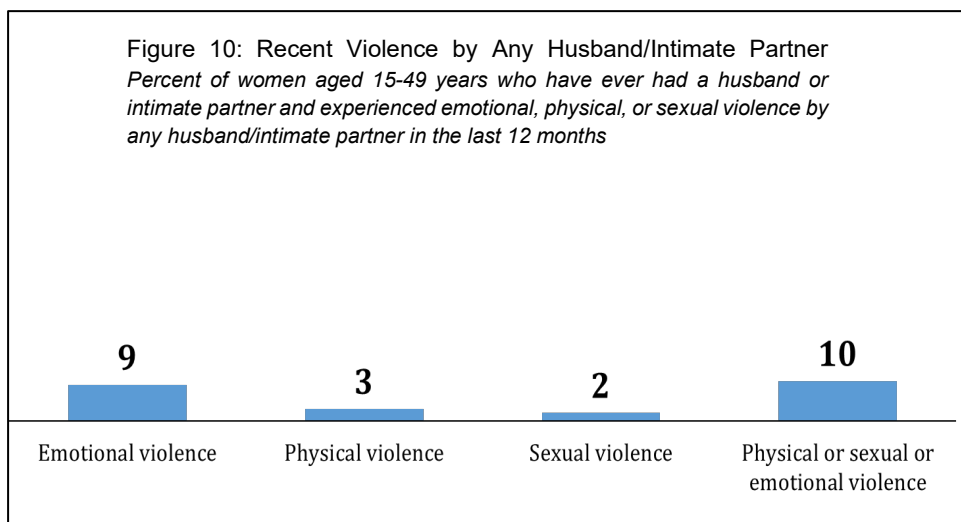 Figure 10: Recent Violence by Any Husband/Intimate Partner
Percent of women aged 15-49 years who have ever had a husband or
intimate partner and experienced emotional, physical, or sexual violence by
any husband/intimate partner in the last 12 months
9
3
2
10
Emotional violence
Physical violence
Sexual violence
Physical or sexual or
emotional violence